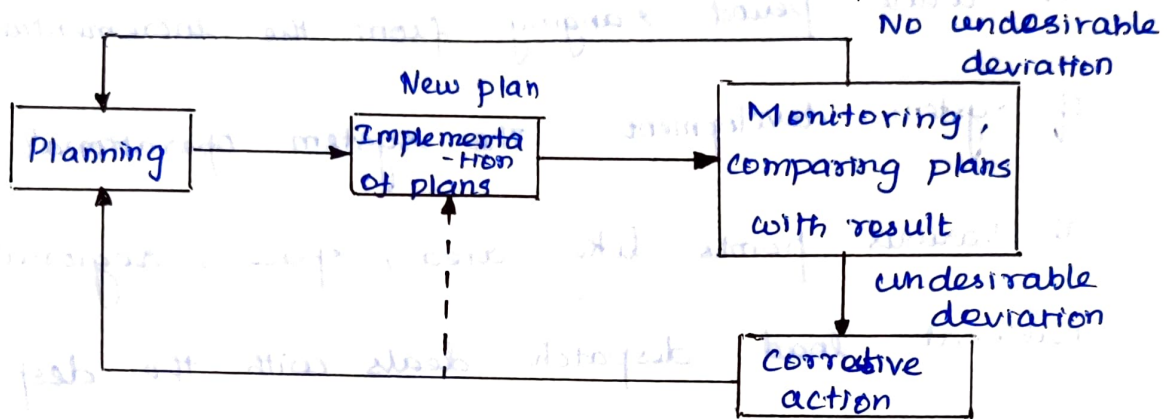 No undesirable
deviation
New plan
Planning
Implementa
-tion
of plans
Monitoring,
comparing plans
with result
undesirable
deviation
corrective
action